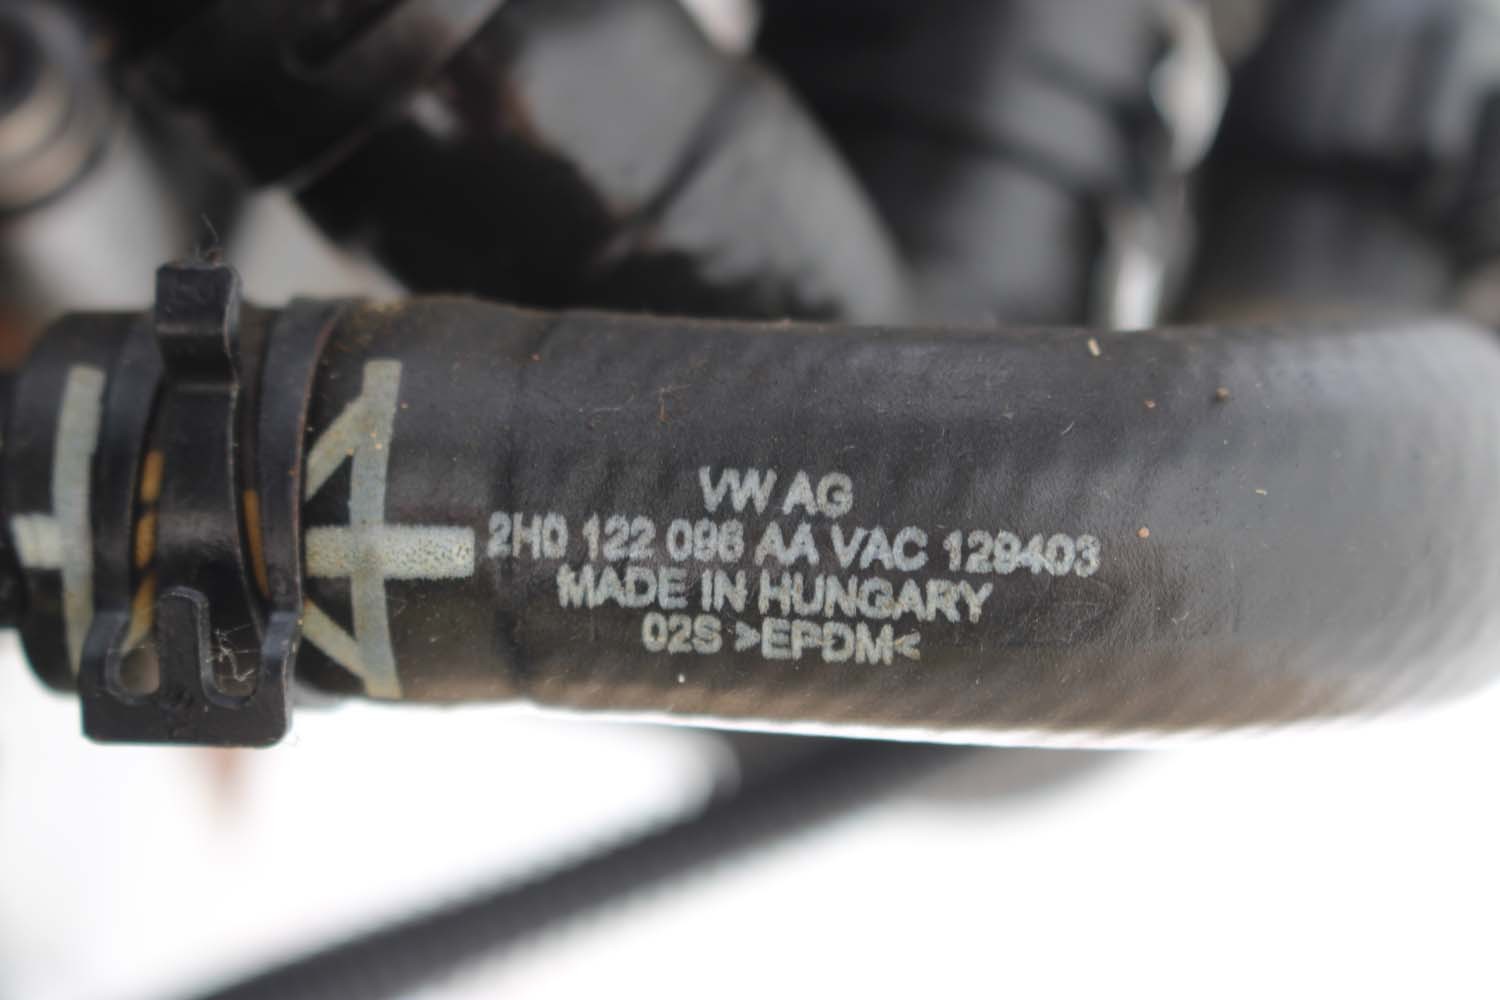 VW AG
2H0 122 096 AA VAC 129403
MADE IN HUNGARY
02S >EPDM<